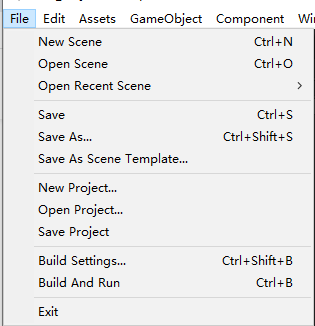 File Edit Assets GameObject Component
New Scene Ctrl+N
Open Scene Ctrl+O
Open Recent Scene >
Save Ctrl+S
Save As... Ctrl+Shift+S
Save As Scene Template...
New Project...
Open Project...
Save Project
Build Settings... Ctrl+Shift+B
Build And Run Ctrl+B
Exit